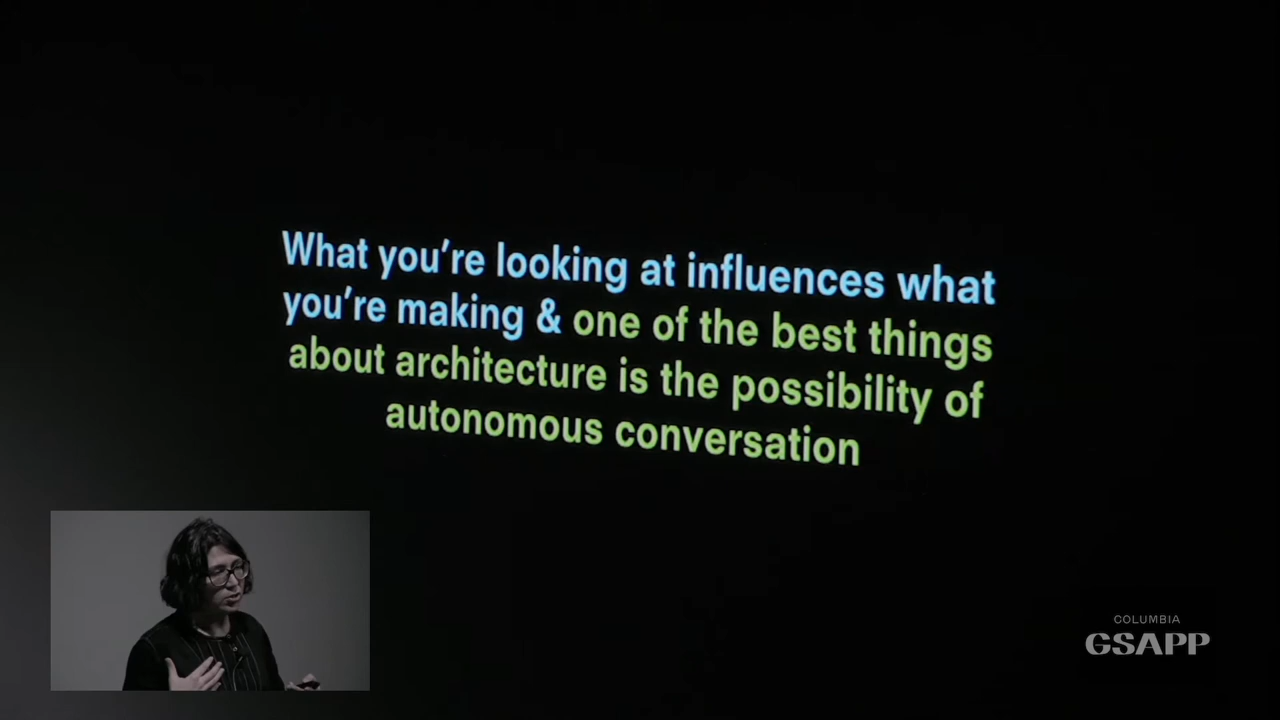 What you're looking at influences what
you're making & one of the best things
about architecture is the possibility of
autonomous conversation
COLUMBIA
GSAPP